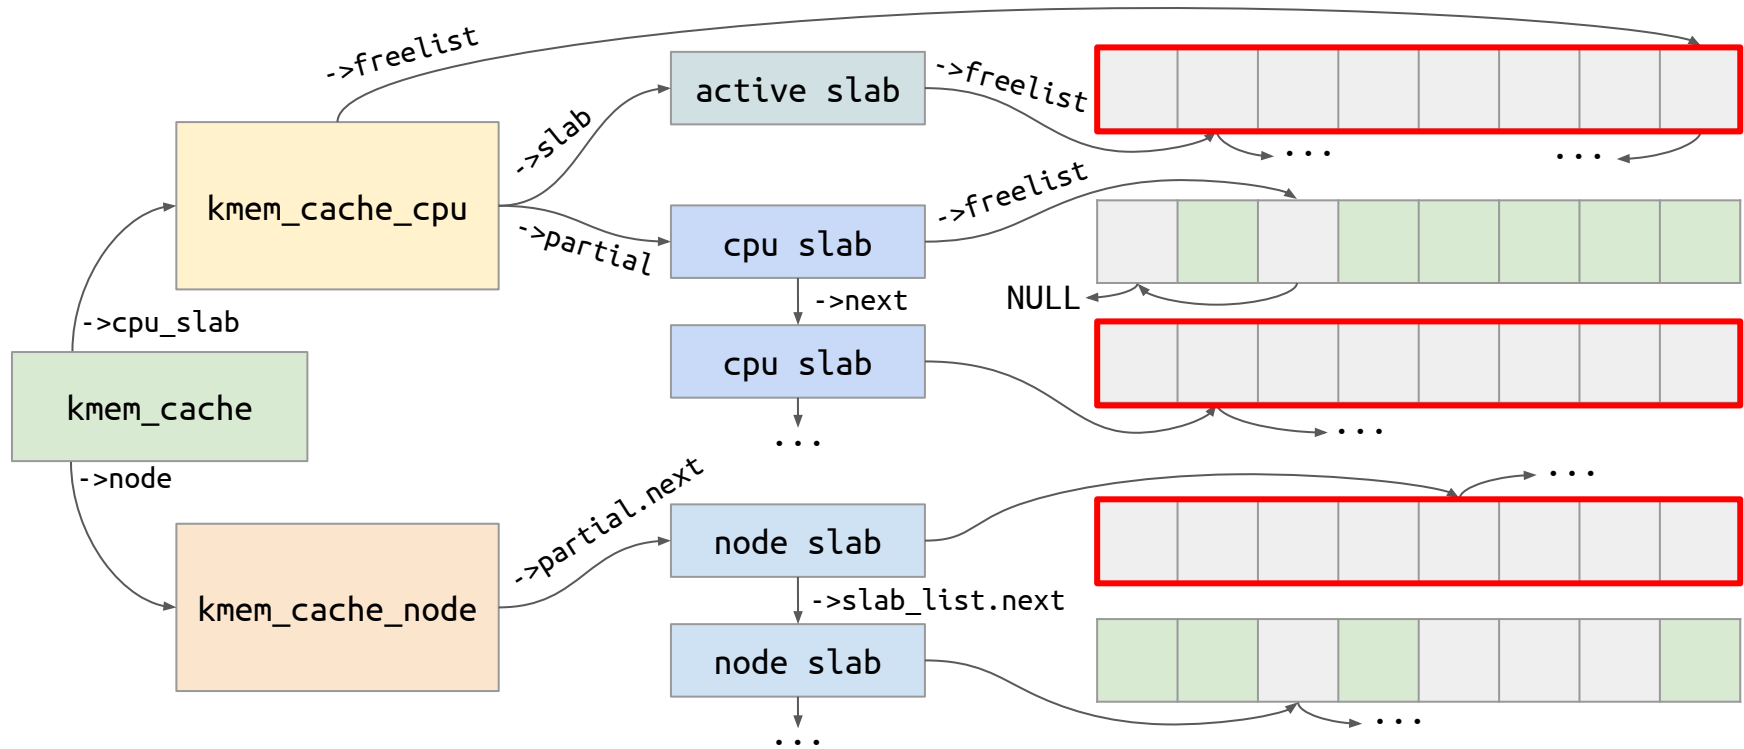 ->freelist
->slab
active slab
->freelist
...
...
kmem_cache_cpu
->partial
cpu slab
->freelist
->next
NULL
->cpu_slab
cpu slab
...
...
kmem_cache
->node
->partial.next
...
node slab
kmem_cache_node
->slab_list.next
node slab
...
...